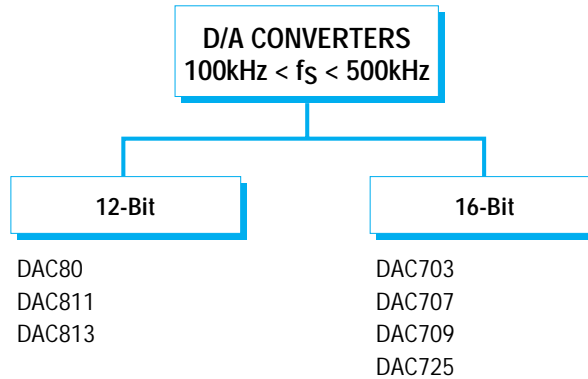 D/A CONVERTERS
100kHz < fS < 500kHz
12-Bit
16-Bit
DAC80
DAC811
DAC813
DAC703
DAC707
DAC709
DAC725